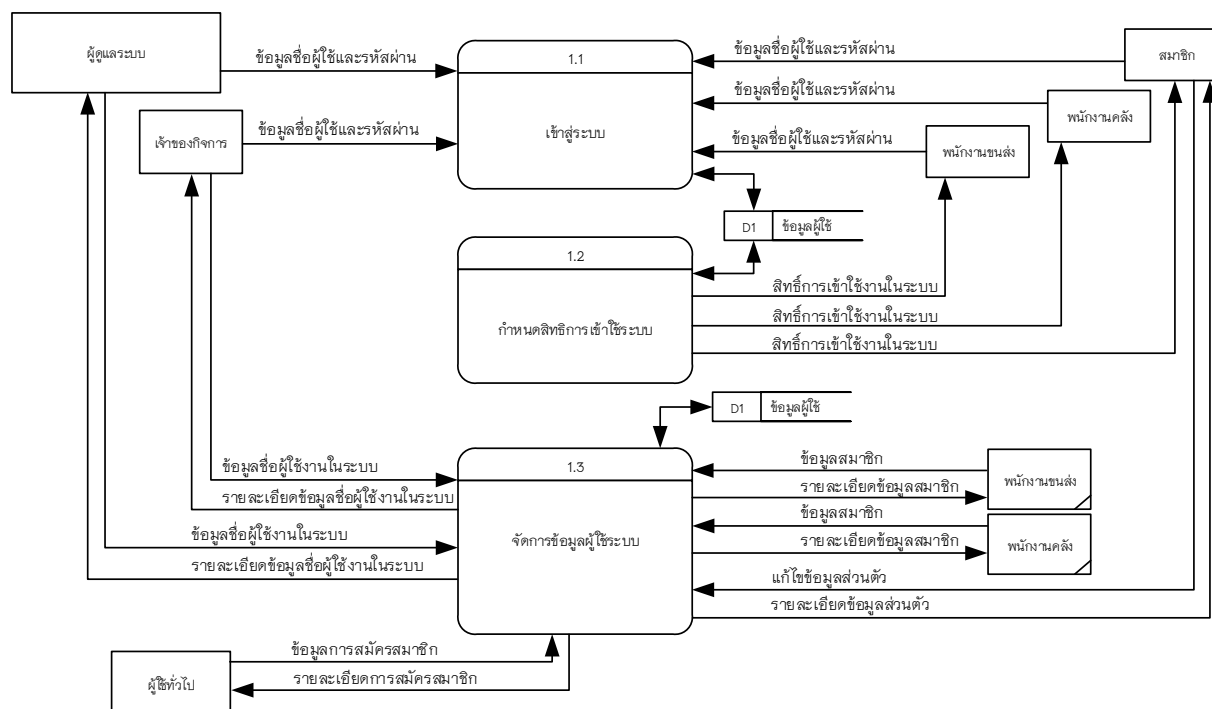 ผู้ดูแลระบบ
ข้อมูลชื่อผู้ใช้และรหัสผ่าน
1.1
ข้อมูลชื่อผู้ใช้และรหัสผ่าน
สมาชิก
ข้อมูลชื่อผู้ใช้และรหัสผ่าน
พนักงานคลัง
เจ้าของกิจการ
ข้อมูลชื่อผู้ใช้และรหัสผ่าน
เข้าสู่ระบบ
ข้อมูลชื่อผู้ใช้และรหัสผ่าน
พนักงานขนส่ง
D1 ข้อมูลผู้ใช้
1.2
สิทธิ์การเข้าใช้งานในระบบ
สิทธิ์การเข้าใช้งานในระบบ
กำหนดสิทธิการเข้าใช้ระบบ
สิทธิ์การเข้าใช้งานในระบบ
D1 ข้อมูลผู้ใช้
ข้อมูลชื่อผู้ใช้งานในระบบ
1.3
ข้อมูลสมาชิก
พนักงานขนส่ง
รายละเอียดข้อมูลชื่อผู้ใช้งานในระบบ
รายละเอียดข้อมูลสมาชิก
ข้อมูลสมาชิก
ข้อมูลชื่อผู้ใช้งานในระบบ
จัดการข้อมูลผู้ใช้ระบบ
รายละเอียดข้อมูลสมาชิก
พนักงานคลัง
รายละเอียดข้อมูลชื่อผู้ใช้งานในระบบ
แก้ไขข้อมูลส่วนตัว
รายละเอียดข้อมูลส่วนตัว
ข้อมูลการสมัครสมาชิก
รายละเอียดการสมัครสมาชิก
ผู้ใช้ทั่วไป